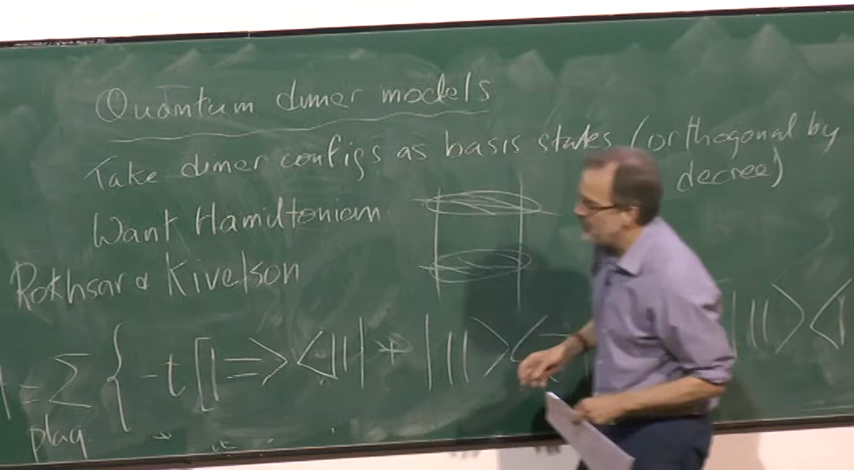 Quantum dimer models
Take dimer configs as basis states (orthogonal by
decree)
Want Hamiltonian
Rokhsar & Kivelson
= Σ { -t [ |=><|| | + | ||>< | ||><
plaq